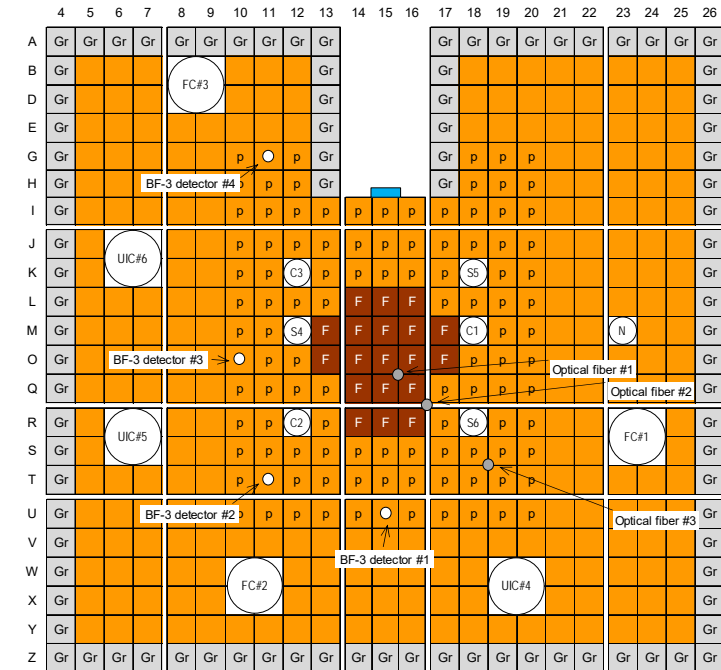 4 5 6 7 8 9 10 11 12 13 14 15 16 17 18 19 20 21 22 23 24 25 26
A Gr Gr Gr Gr Gr Gr Gr Gr Gr Gr Gr Gr Gr Gr Gr Gr Gr Gr Gr Gr
B Gr Gr Gr Gr
FC#3
D Gr Gr Gr Gr
E Gr Gr Gr Gr
G Gr p p Gr Gr p p p Gr
BF-3 detector #4
H Gr p p p Gr Gr p p p Gr
I Gr p p p p p p p p p p p Gr
J Gr p p p p p p p p p p p Gr
UIC#6
K Gr p p C3 p p p p p S5 p p Gr
L Gr p p p p F F F p p p p Gr
M Gr p p S4 F F F F F C1 p p N Gr
O Gr BF-3 detector #3 p p F F F F F p p p Gr
Optical fiber #1
Q Gr p p p p F F F p p p p Gr
Optical fiber #2
R Gr p p C2 p F F F p S6 p p Gr
UIC#5 FC#1
S Gr p p p p p p p p p p p Gr
T Gr p p p p p p p p p p Gr
U Gr BF-3 detector #2 p p p p p p p p p p Optical fiber #3 Gr
V Gr Gr
BF-3 detector #1
W Gr Gr
FC#2 UIC#4
X Gr Gr
Y Gr Gr
Z Gr Gr Gr Gr Gr Gr Gr Gr Gr Gr Gr Gr Gr Gr Gr Gr Gr Gr Gr Gr Gr Gr Gr